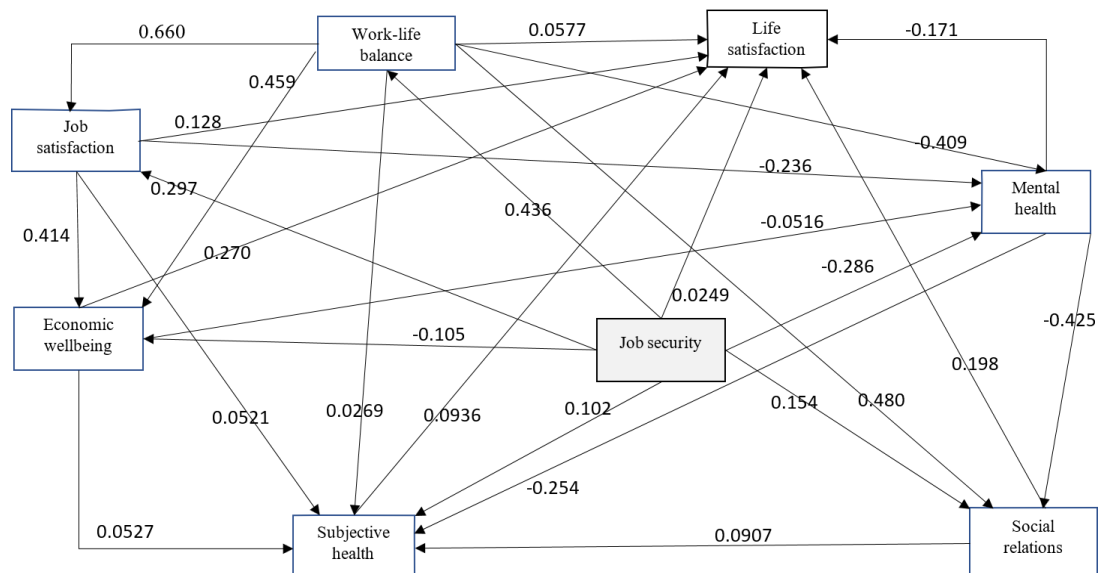 0.660
Work-life
balance
0.0577
Life
satisfaction
-0.171
0.459
Job
satisfaction
0.128
-0.409
-0.236
Mental
health
0.297
0.436
-0.0516
0.414
0.270
-0.286
0.0249
Economic
wellbeing
-0.105
Job security
-0.425
0.198
0.0521
0.0269
0.0936
0.102
0.154
0.480
-0.254
0.0527
Subjective
health
0.0907
Social
relations